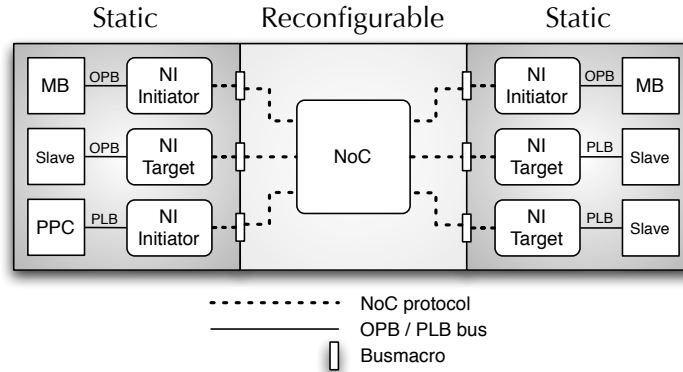 Static Reconfigurable Static
MB OPB NI Initiator NI Initiator OPB MB
Slave OPB NI Target NoC NI Target PLB Slave
PPC PLB NI Initiator NI Target PLB Slave
NoC protocol
OPB / PLB bus
Busmacro